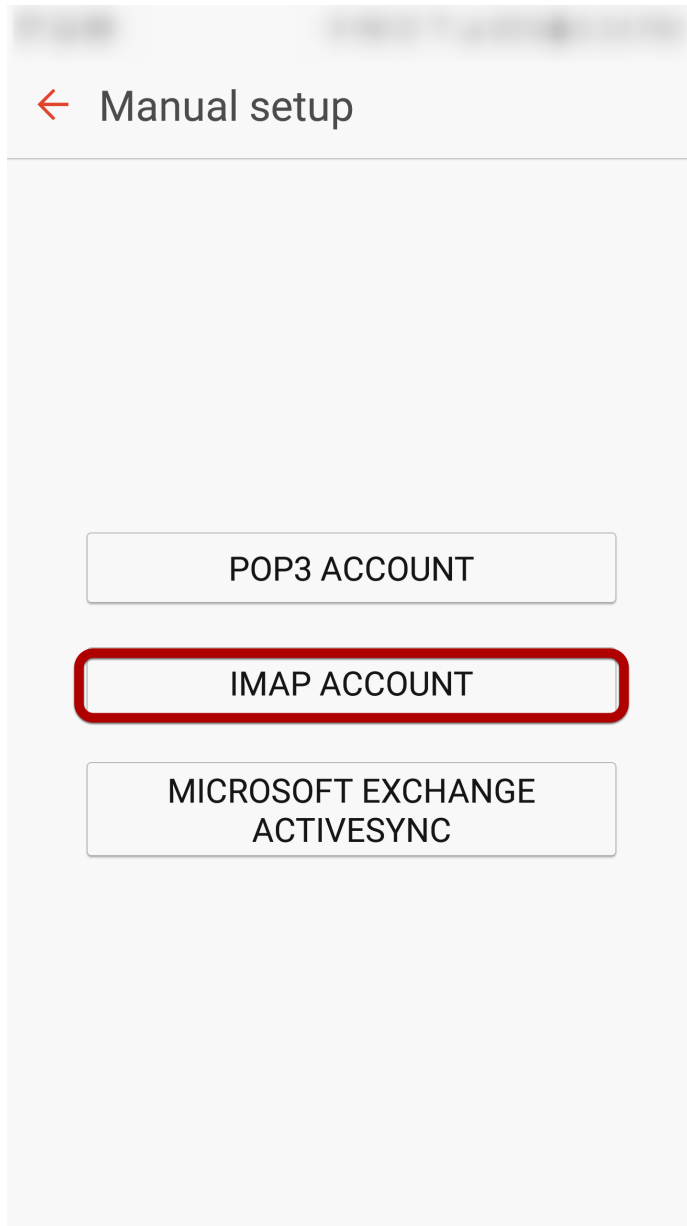 Manual setup
POP3 ACCOUNT
IMAP ACCOUNT
MICROSOFT EXCHANGE
ACTIVESYNC